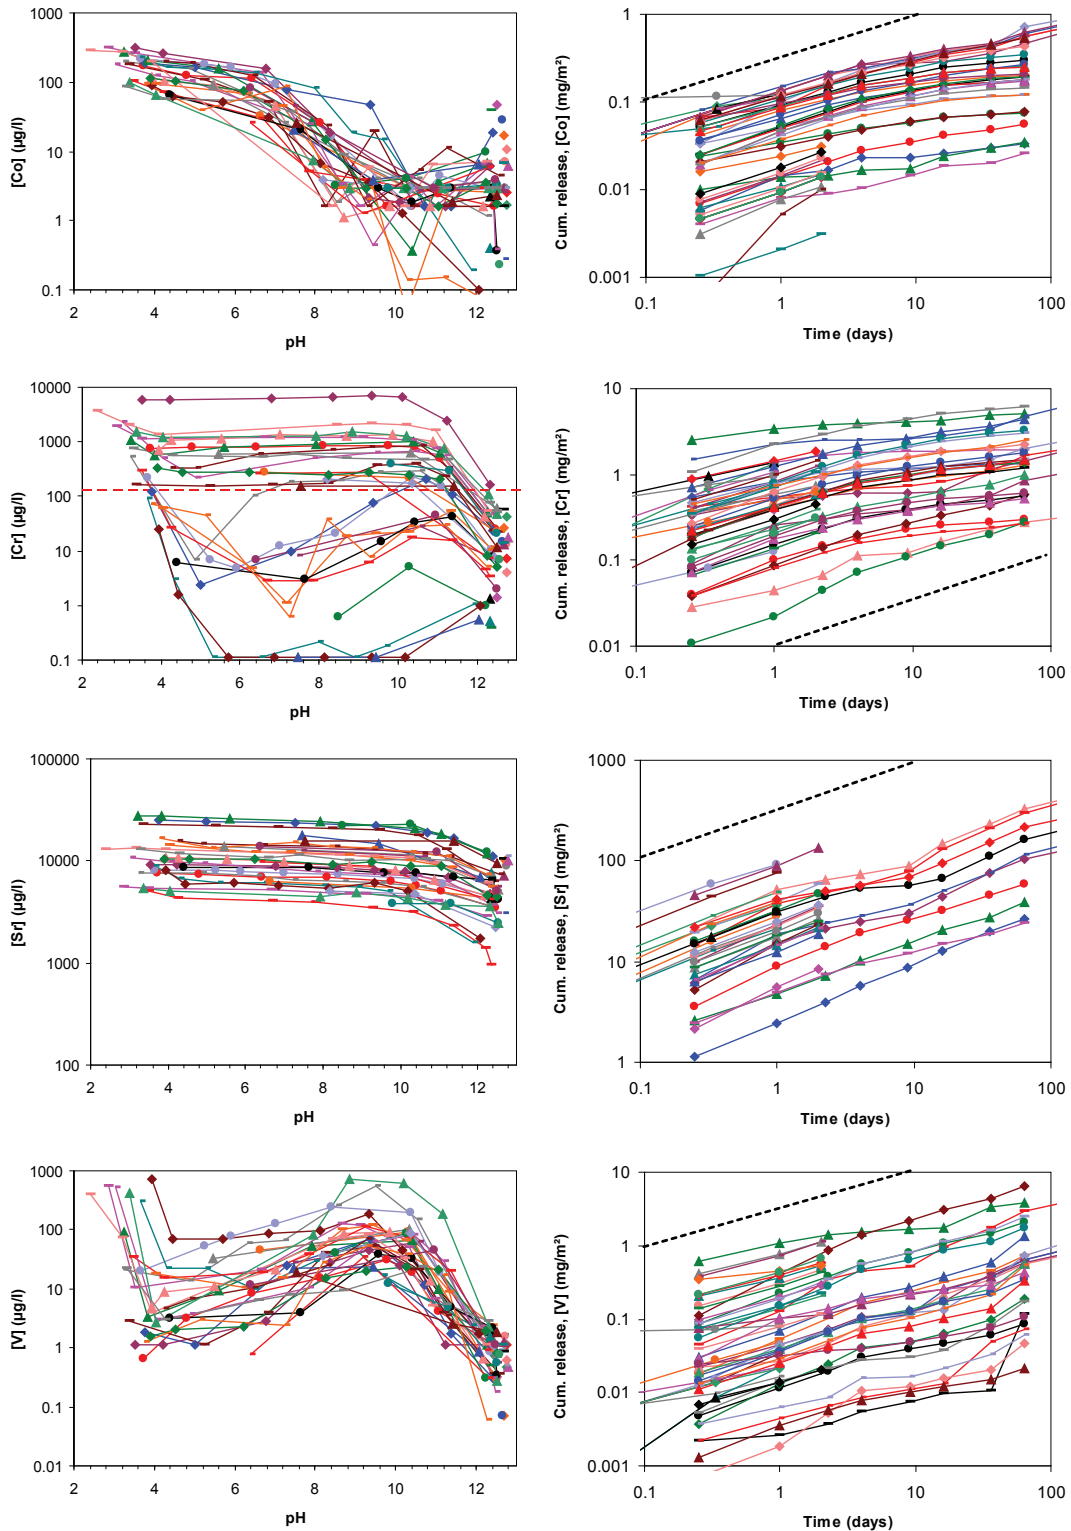 1000
100
10
1
0.1
[Co] (µg/l)
2 4 6 8 10 12
pH
1
0.1
0.01
0.001
Cum. release, [Co] (mg/m²)
0.1 1 10 100
Time (days)
10000
1000
100
10
1
0.1
[Cr] (µg/l)
2 4 6 8 10 12
pH
10
1
0.1
0.01
Cum. release, [Cr] (mg/m²)
0.1 1 10 100
Time (days)
100000
10000
1000
100
[Sr] (µg/l)
2 4 6 8 10 12
pH
1000
100
10
1
Cum. release, [Sr] (mg/m²)
0.1 1 10 100
Time (days)
1000
100
10
1
0.1
0.01
[V] (µg/l)
2 4 6 8 10 12
pH
10
1
0.1
0.01
0.001
Cum. release, [V] (mg/m²)
0.1 1 10 100
Time (days)